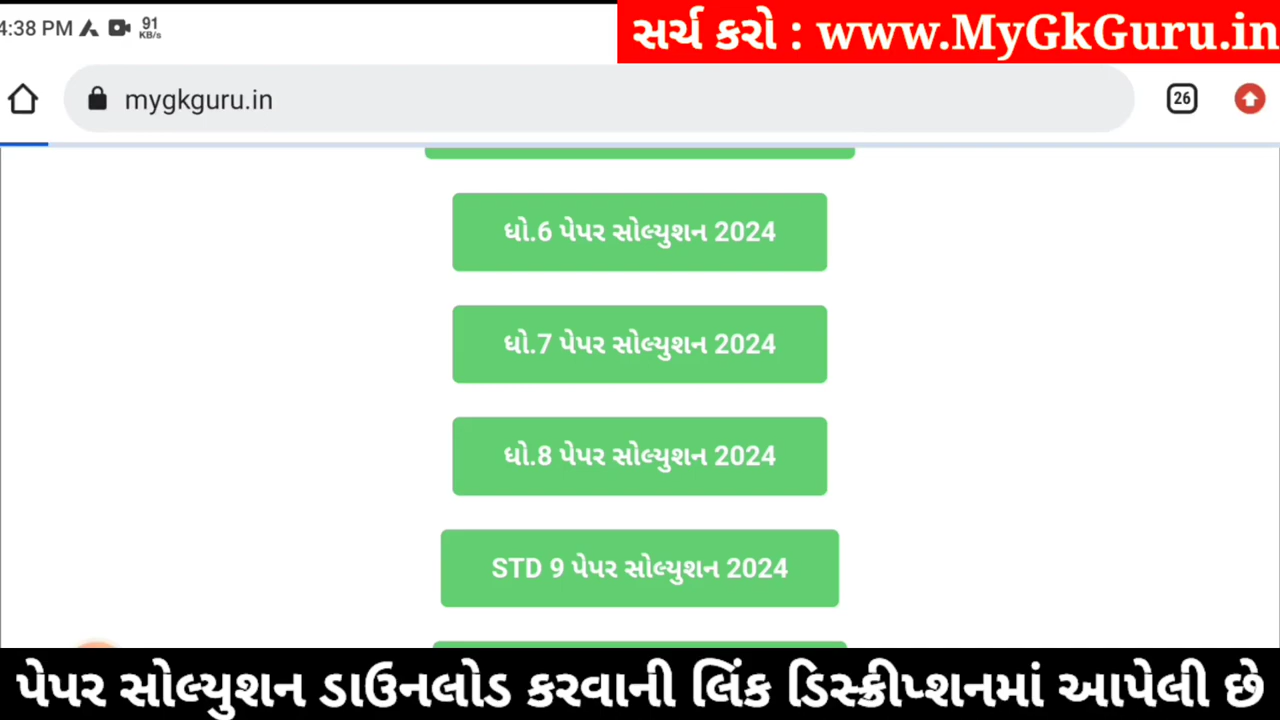 4:38 PM 91 KB/s
સર્ચ કરો : www.MyGkGuru.in
mygkguru.in 26
ધો.6 પેપર સોલ્યુશન 2024
ધો.7 પેપર સોલ્યુશન 2024
ધો.8 પેપર સોલ્યુશન 2024
STD 9 પેપર સોલ્યુશન 2024
પેપર સોલ્યુશન ડાઉનલોડ કરવાની લિંક ડિસ્ક્રીપ્શનમાં આપેલી છે